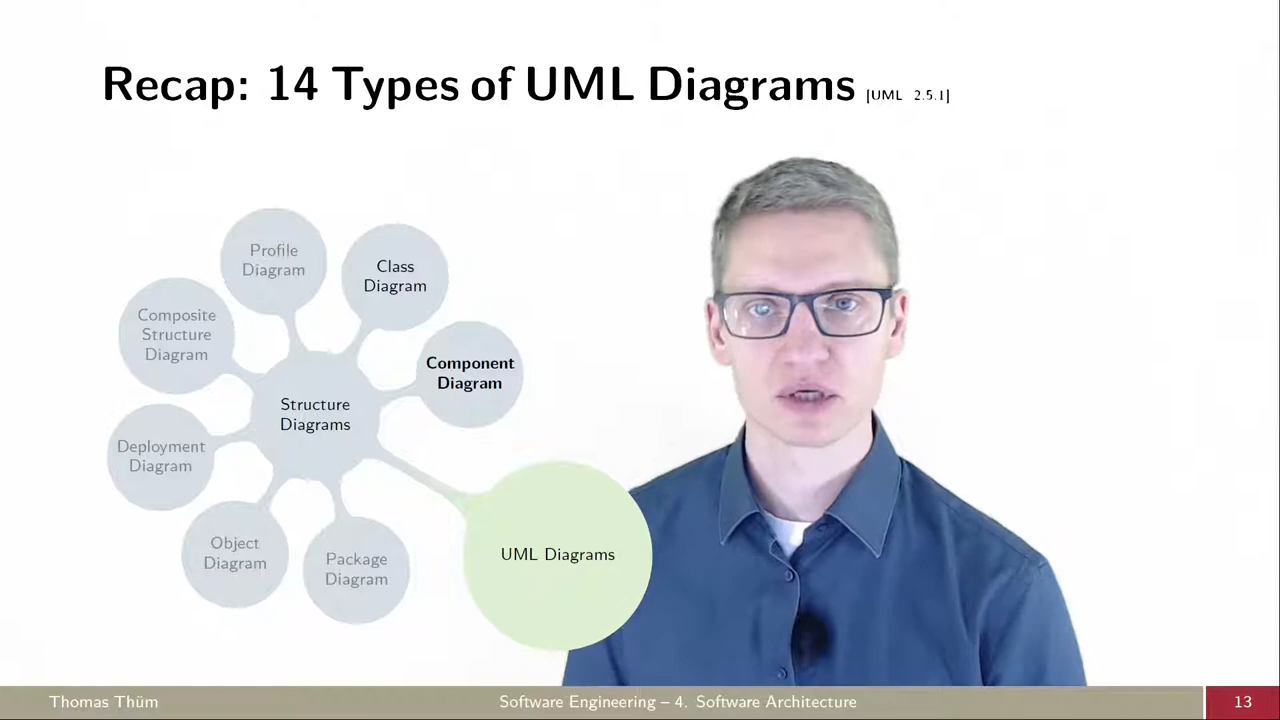 Recap: 14 Types of UML Diagrams [UML 2.5.1]
Profile
Diagram
Class
Diagram
Composite
Structure
Diagram
Component
Diagram
Structure
Diagrams
Deployment
Diagram
Object
Diagram
Package
Diagram
UML Diagrams
Thomas Thüm
Software Engineering – 4. Software Architecture
13